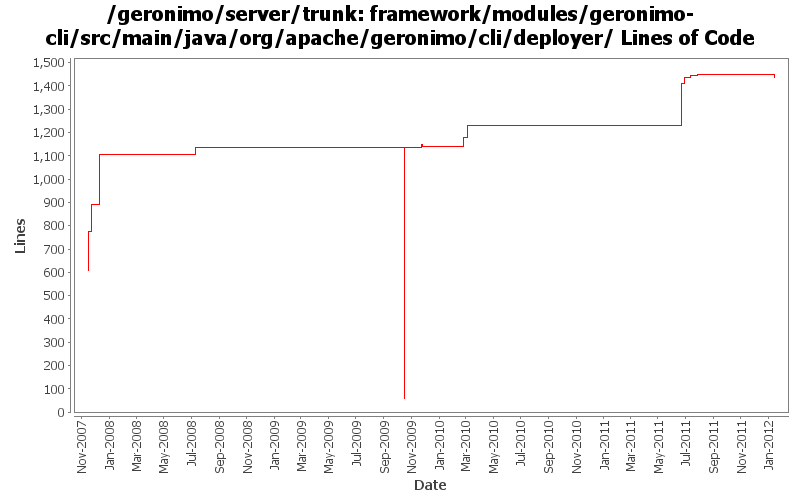 /geronimo/server/trunk: framework/modules/geronimo-
cli/src/main/java/org/apache/geronimo/cli/deployer/ Lines of Code
1,500
1,400
1,300
1,200
1,100
1,000
900
800
700
600
500
400
300
200
100
0
Lines
Nov-2007
Jan-2008
Mar-2008
May-2008
Jul-2008
Sep-2008
Nov-2008
Jan-2009
Mar-2009
May-2009
Jul-2009
Sep-2009
Nov-2009
Jan-2010
Mar-2010
May-2010
Jul-2010
Sep-2010
Nov-2010
Jan-2011
Mar-2011
May-2011
Jul-2011
Sep-2011
Nov-2011
Jan-2012
Date